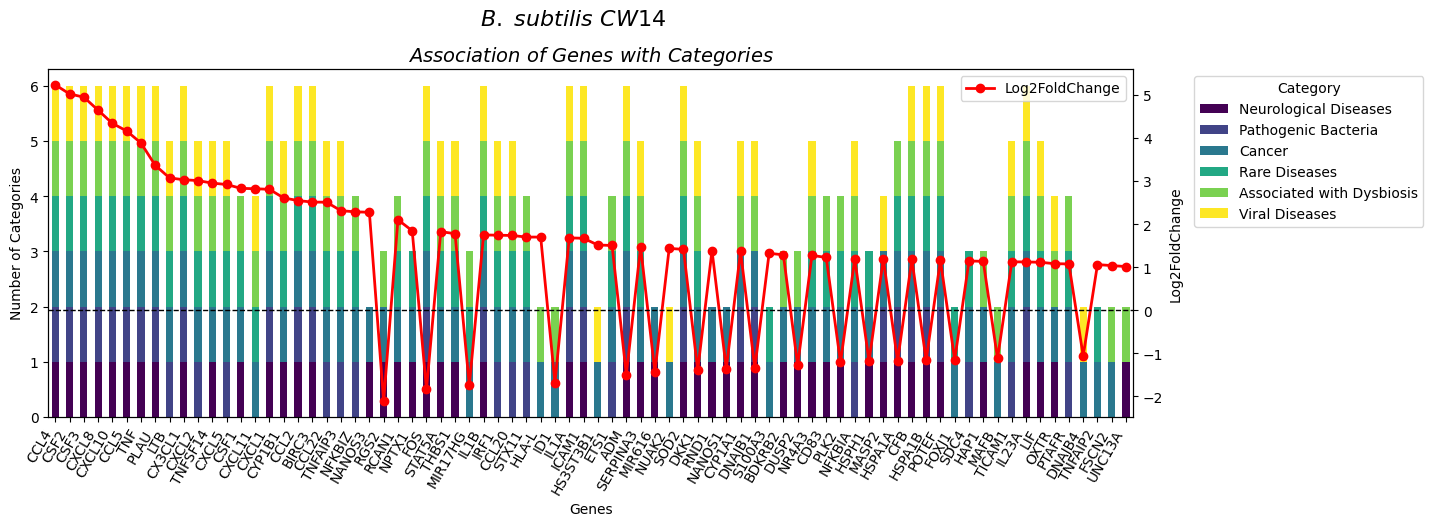 B. subtilis CW14
Association of Genes with Categories
Log2FoldChange
Category
Neurological Diseases
Pathogenic Bacteria
Cancer
Rare Diseases
Associated with Dysbiosis
Viral Diseases
Number of Categories
6
5
4
3
2
1
0
5
4
3
2
1
0
−1
−2
Log2FoldChange
CCL4
CSF2
CSF3
CXCL8
CXCL10
CCL5
TNF
PLAU
LTB
CX3CL1
CXCL2
TNFSF14
CXCL5
CSF1
CXCL11
CXCL1
CYP1B1
CCL2
BIRC3
CCL22
TNFAIP3
NFKBIZ
NANOS3
RGS2
RCAN1
NPTX1
FOS
STAT5A
THBS1
MIR17HG
IL1B
IRF1
CCL20
STX11
HLA-L
ID1
IL1A
ICAM1
HS3ST3B1
ETS1
ADM
SERPINA3
MIR616
NUAK2
SOD2
DKK1
RND1
NANOS1
CYP1A1
DNAJB1
S100A3
BDKRB2
DUSP2
NR4A3
CD83
PLK2
NFKBIA
HSPH1
MASP2
HSPA1A
CFB
HSPA1B
POTEF
FOXJ1
SDC4
HAP1
MAFB
TICAM1
IL23A
LIF
OXTR
PTAFR
DNAJB4
TNFAIP2
FSCN2
UNC13A
Genes